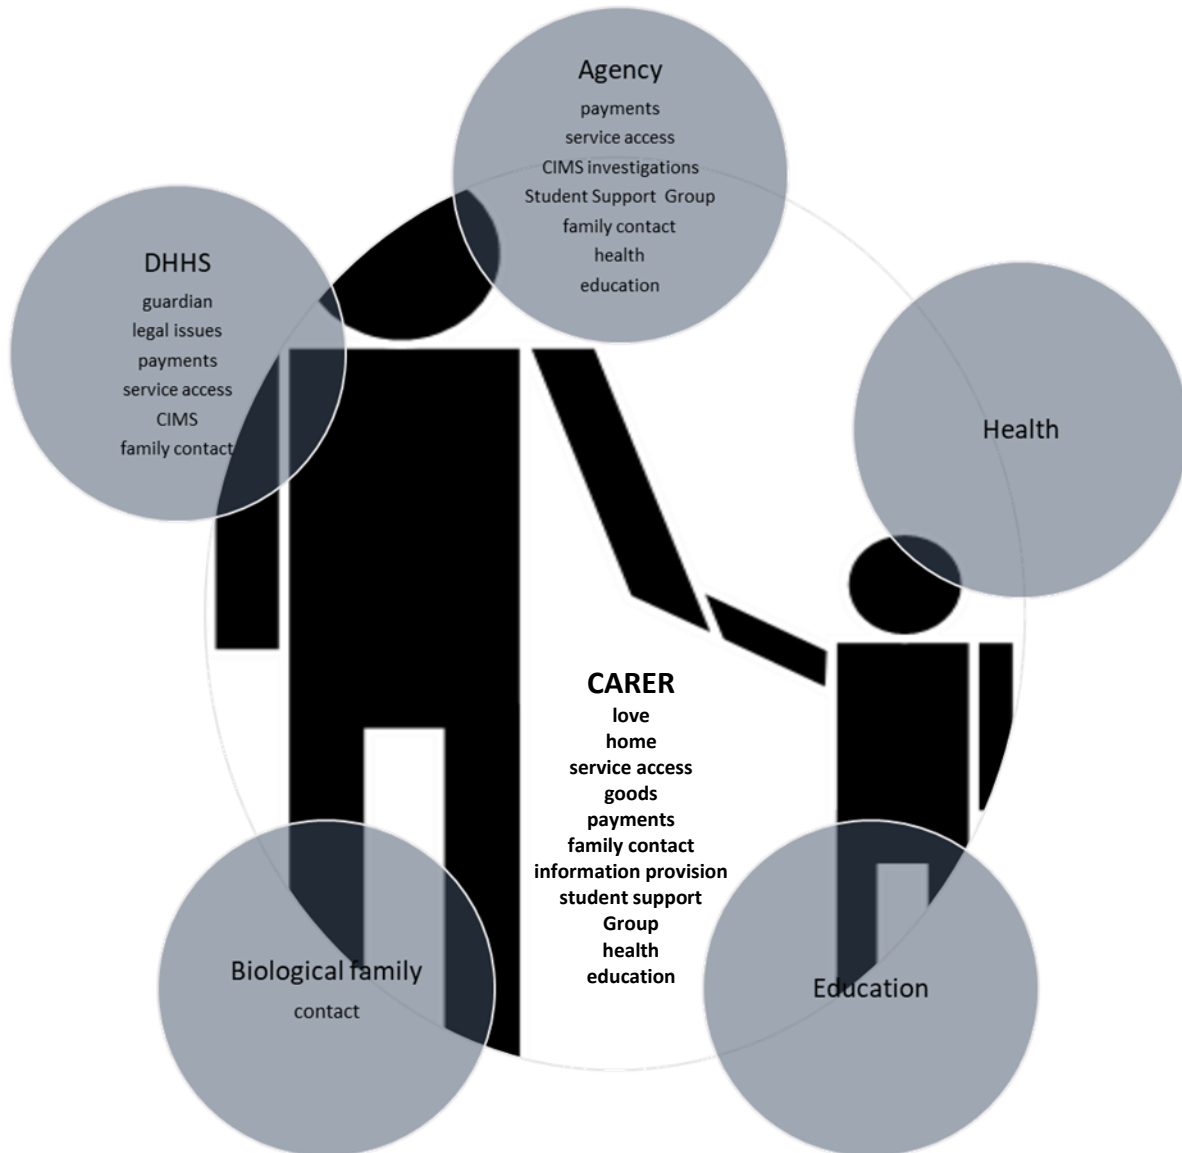 Agency
payments
service access
CIMS investigations
Student Support Group
family contact
health
education
DHHS
guardian
legal issues
payments
service access
CIMS
family contact
Health
CARER
love
home
service access
goods
payments
family contact
information provision
student support
Group
health
education
Biological family
contact
Education